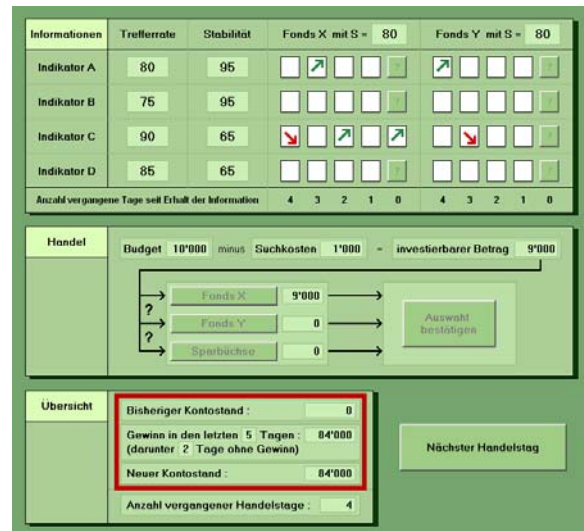 Informationen Trefferrate Stabilität Fonds X mit S = 80 Fonds Y mit S = 80
Indikator A 80 95 ?
Indikator B 75 95 ? ?
Indikator C 90 65 ?
Indikator D 85 65 ? ?
Anzahl vergangene Tage seit Erhalt der Information 4 3 2 1 0 4 3 2 1 0
Handel
Budget 10'000 minus Suchkosten 1'000 = investierbarer Betrag 9'000
Fonds X 9'000
?
Fonds Y 0
?
Sparbüchse 0
Auswahl
bestätigen
Übersicht
Bisheriger Kontostand : 0
Gewinn in den letzten 5 Tagen : 84'000
(darunter 2 Tage ohne Gewinn)
Neuer Kontostand : 84'000
Anzahl vergangener Handelstage : 4
Nächster Handelstag